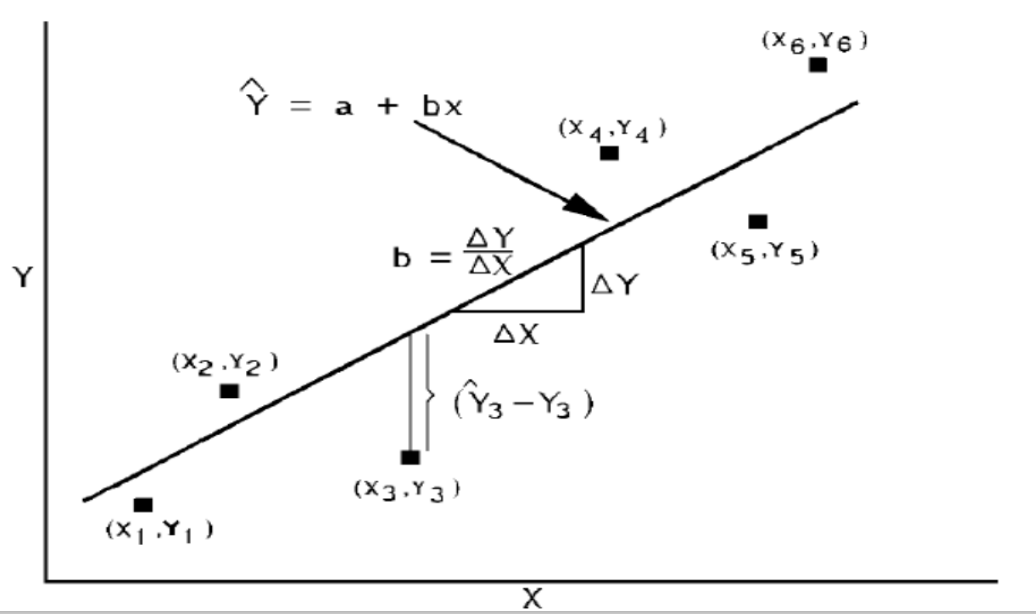 (X₆,Y₆)
Ŷ = a + bx
(X₄,Y₄)
b = ΔY/ΔX
(X₅,Y₅)
Y
ΔY
ΔX
(X₂,Y₂)
(Ŷ₃−Y₃)
(X₃,Y₃)
(X₁,Y₁)
X